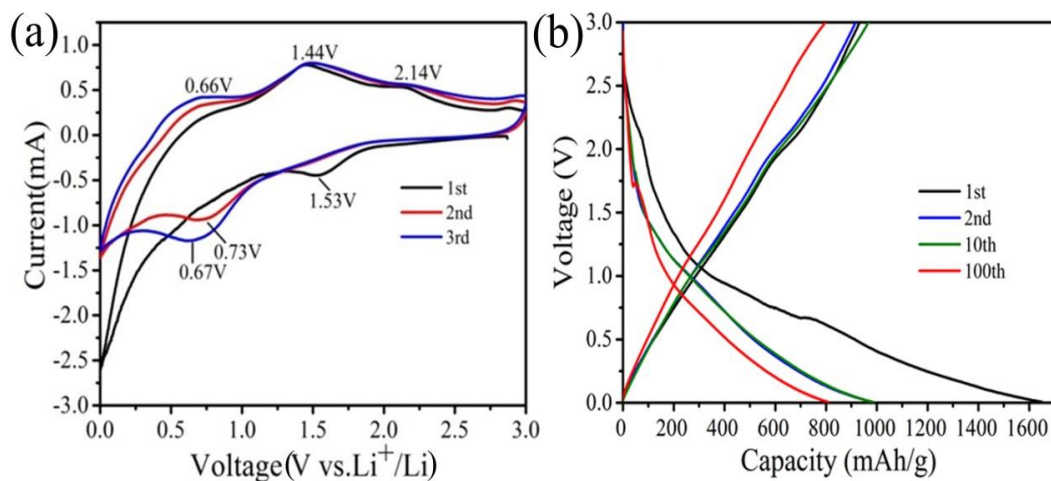 (a)
1.0
0.5
0.0
-0.5
-1.0
-1.5
-2.0
-2.5
-3.0
Current(mA)
0.66V
1.44V
2.14V
1.53V
0.73V
0.67V
1st
2nd
3rd
0.0 0.5 1.0 1.5 2.0 2.5 3.0
Voltage(V vs.Li⁺/Li)
(b)
3.0
2.5
2.0
1.5
1.0
0.5
0.0
Voltage (V)
1st
2nd
10th
100th
0 200 400 600 800 1000 1200 1400 1600
Capacity (mAh/g)